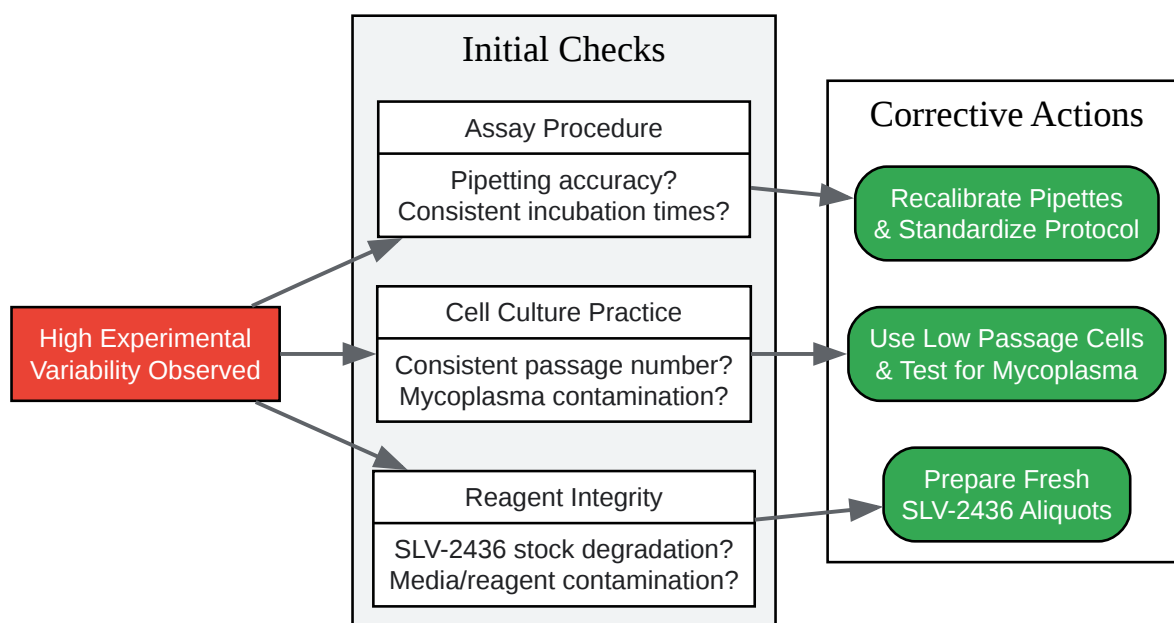 High Experimental
Variability Observed
Initial Checks
Assay Procedure
Pipetting accuracy?
Consistent incubation times?
Cell Culture Practice
Consistent passage number?
Mycoplasma contamination?
Reagent Integrity
SLV-2436 stock degradation?
Media/reagent contamination?
Corrective Actions
Recalibrate Pipettes
& Standardize Protocol
Use Low Passage Cells
& Test for Mycoplasma
Prepare Fresh
SLV-2436 Aliquots